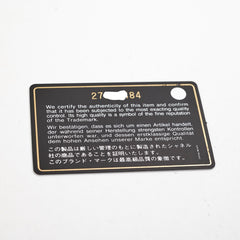 27 84
We certify the authenticity of this item and confirm
that it has been subjected to the most exacting quality
control. Its high quality is a symbol of the fine reputation
of the Trademark.
Wir bestätigen, dass es sich um einen Artikel handelt,
der während seiner Herstellung strengsten Kontrollen
unterworfen war, und dessen erstklassige Qualität
dem hohen Ansehen unserer Marke entspricht.
この製品は厳しい管理のもとに製造されたシャネル
社の商品であることを証明いたします。
このブランド・マークは最高級品質の象徴です。